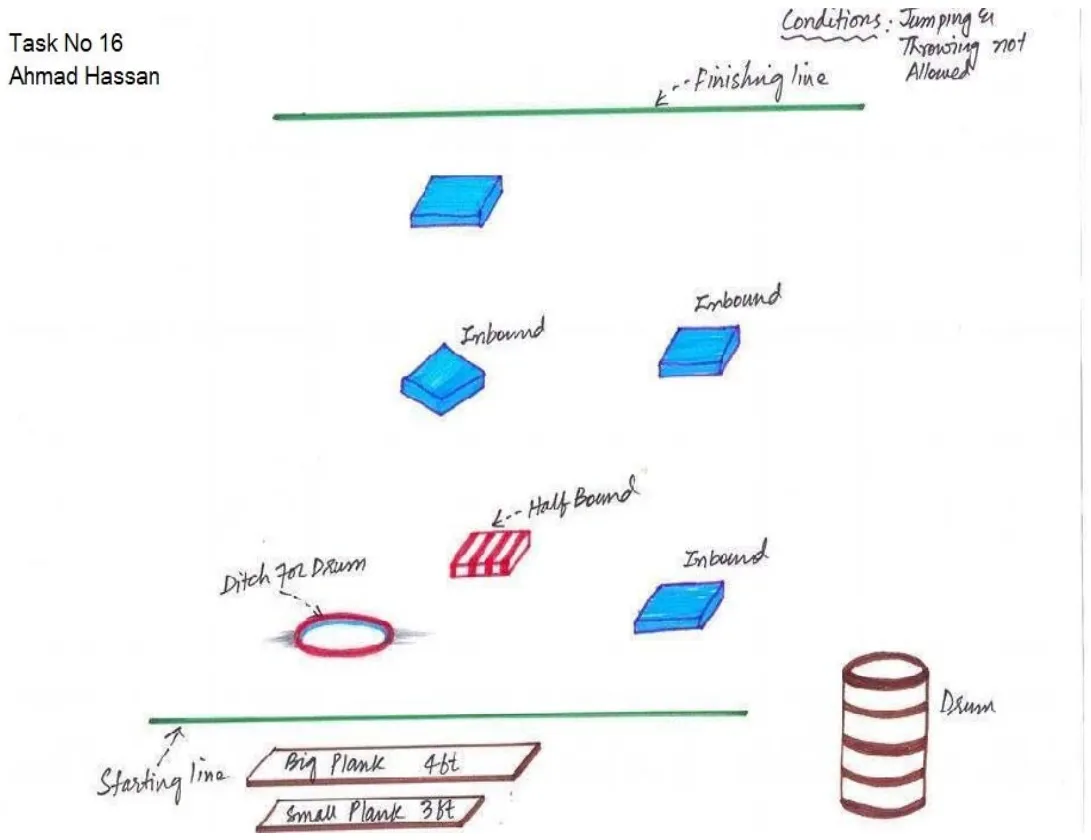 Task No 16
Ahmad Hassan
Conditions: Jumping &
Throwing not
Allowed
Finishing line
Inbound
Inbound
Half Bound
Ditch For Drum
Inbound
Drum
Starting line
Big Plank 4ft
Small Plank 3ft